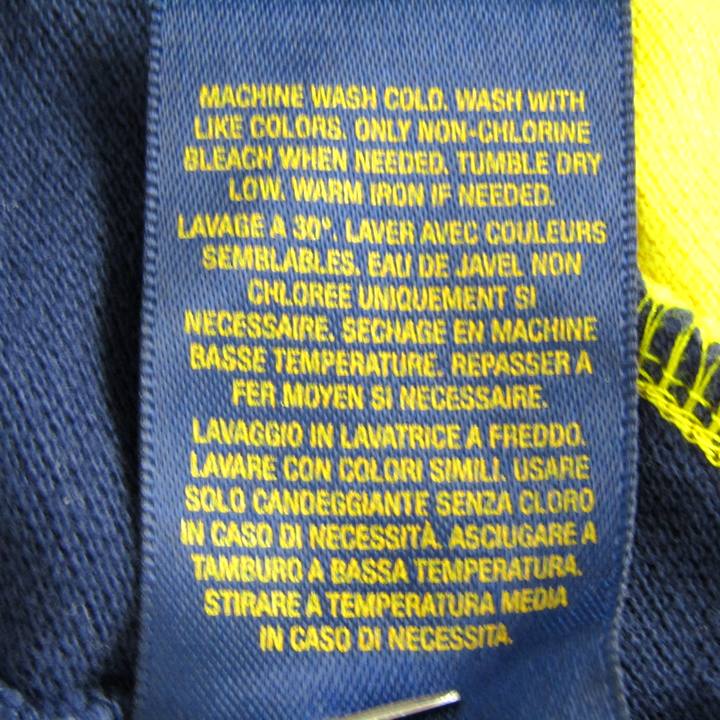 MACHINE WASH COLD. WASH WITH
LIKE COLORS. ONLY NON-CHLORINE
BLEACH WHEN NEEDED. TUMBLE DRY
LOW. WARM IRON IF NEEDED.
LAVAGE A 30°. LAVER AVEC COULEURS
SEMBLABLES. EAU DE JAVEL NON
CHLOREE UNIQUEMENT SI
NECESSAIRE. SECHAGE EN MACHINE
BASSE TEMPERATURE. REPASSER A
FER MOYEN SI NECESSAIRE.
LAVAGGIO IN LAVATRICE A FREDDO.
LAVARE CON COLORI SIMILI. USARE
SOLO CANDEGGIANTE SENZA CLORO
IN CASO DI NECESSITÀ. ASCIUGARE A
TAMBURO A BASSA TEMPERATURA.
STIRARE A TEMPERATURA MEDIA
IN CASO DI NECESSITÀ.